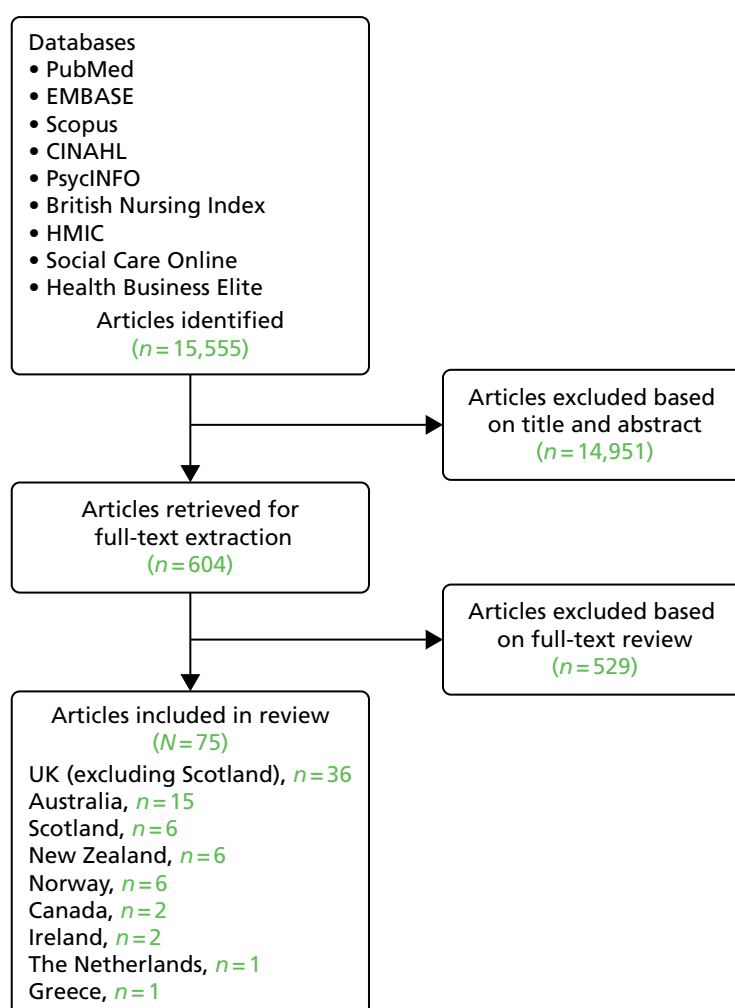 Databases
• PubMed
• EMBASE
• Scopus
• CINAHL
• PsycINFO
• British Nursing Index
• HMIC
• Social Care Online
• Health Business Elite
Articles identified
(n=15,555)
Articles excluded based
on title and abstract
(n=14,951)
Articles retrieved for
full-text extraction
(n=604)
Articles excluded based
on full-text review
(n=529)
Articles included in review
(N=75)
UK (excluding Scotland), n=36
Australia, n=15
Scotland, n=6
New Zealand, n=6
Norway, n=6
Canada, n=2
Ireland, n=2
The Netherlands, n=1
Greece, n=1